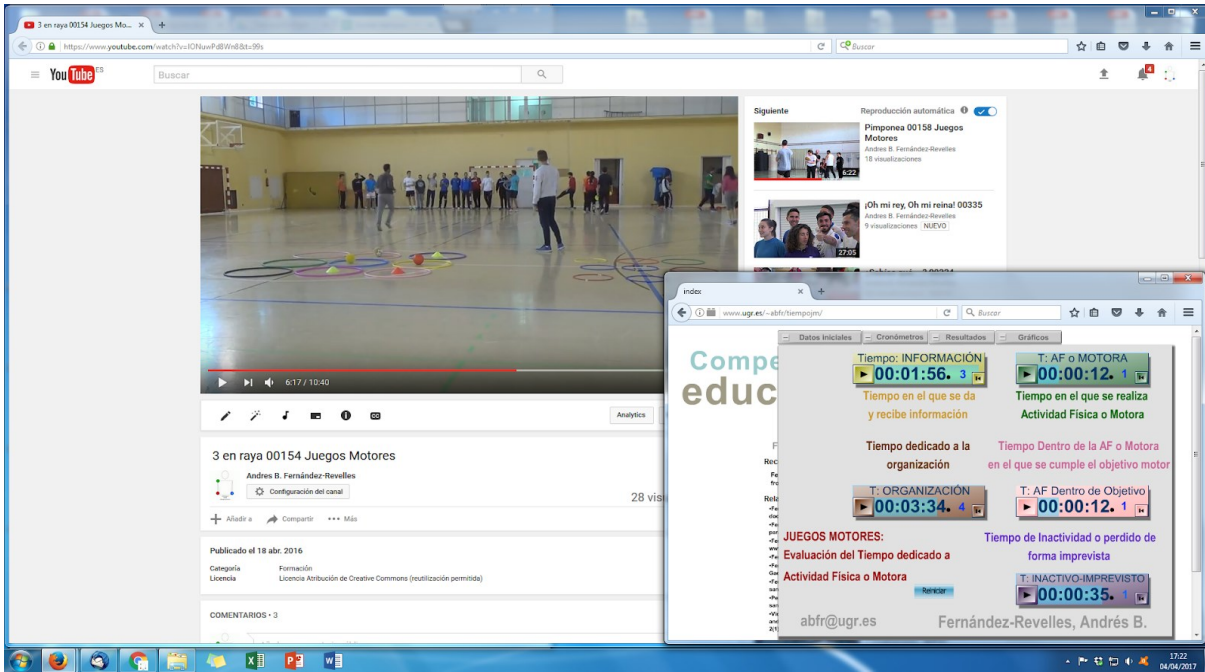 3 en raya 00154 Juegos Mo...
https://www.youtube.com/watch?v=IONuwPd8Wn8&t=99s
Buscar
YouTube ES
Buscar
4
Siguiente
Reproducción automática
Pimponea 00158 Juegos
Motores
Andres B. Fernández-Revelles
18 visualizaciones
6:22
¡Oh mi rey, Oh mi reina! 00335
Andres B. Fernández-Revelles
9 visualizaciones NUEVO
27:05
6:17 / 10:40
Analytics
3 en raya 00154 Juegos Motores
Andres B. Fernández-Revelles
Configuración del canal
28 vis
Añadir a
Compartir
Más
Publicado el 18 abr. 2016
Categoría Formación
Licencia Licencia Atribución de Creative Commons (reutilización permitida)
COMENTARIOS • 3
index
www.ugr.es/~abfr/tiempojm/
Buscar
Compe
educ
Datos Iniciales
Cronómetros
Resultados
Gráficos
Tiempo: INFORMACIÓN
00:01:56. 3
Tiempo en el que se da
y recibe información
T: AF o MOTORA
00:00:12. 1
Tiempo en el que se realiza
Actividad Física o Motora
Tiempo dedicado a la
organización
T: ORGANIZACIÓN
00:03:34. 4
Tiempo Dentro de la AF o Motora
en el que se cumple el objetivo motor
T: AF Dentro de Objetivo
00:00:12. 1
JUEGOS MOTORES:
Evaluación del Tiempo dedicado a
Actividad Física o Motora
Reiniciar
Tiempo de Inactividad o perdido de
forma imprevista
T: INACTIVO-IMPREVISTO
00:00:35. 1
abfr@ugr.es
Fernández-Revelles, Andrés B.
17:22
04/04/2017